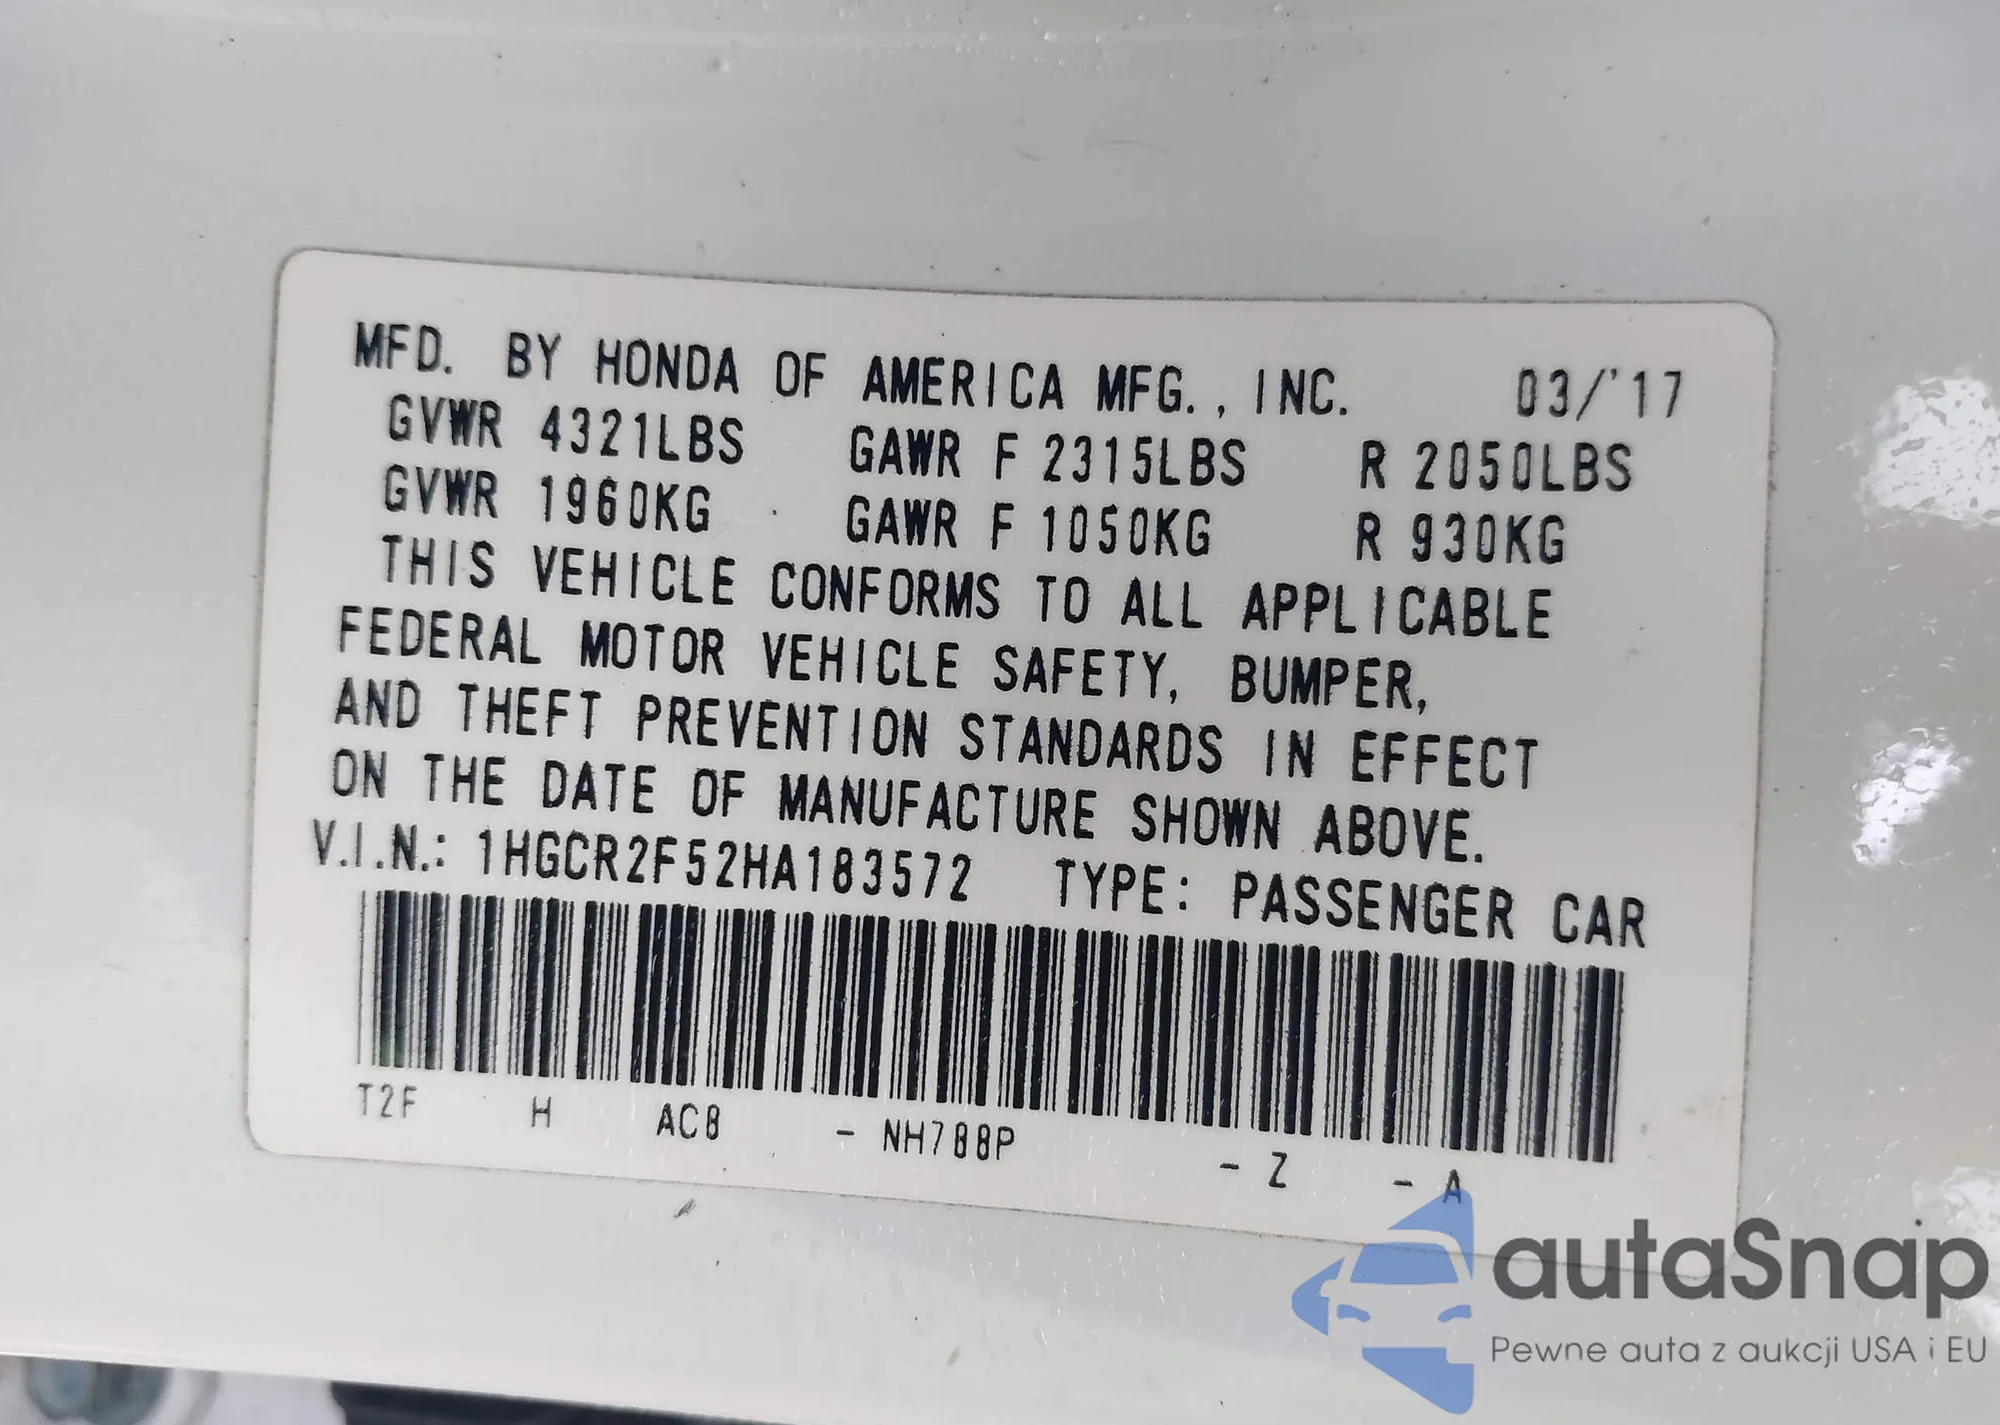 MFD. BY HONDA OF AMERICA MFG., INC. 03/'17
GVWR 4321LBS GAWR F 2315LBS R 2050LBS
GVWR 1960KG GAWR F 1050KG R 930KG
THIS VEHICLE CONFORMS TO ALL APPLICABLE
FEDERAL MOTOR VEHICLE SAFETY, BUMPER,
AND THEFT PREVENTION STANDARDS IN EFFECT
ON THE DATE OF MANUFACTURE SHOWN ABOVE.
V.I.N.: 1HGCR2F52HA183572 TYPE: PASSENGER CAR
T2F H AC8 - NH788P - Z - A
autaSnap
Pewne auta z aukcji USA i EU